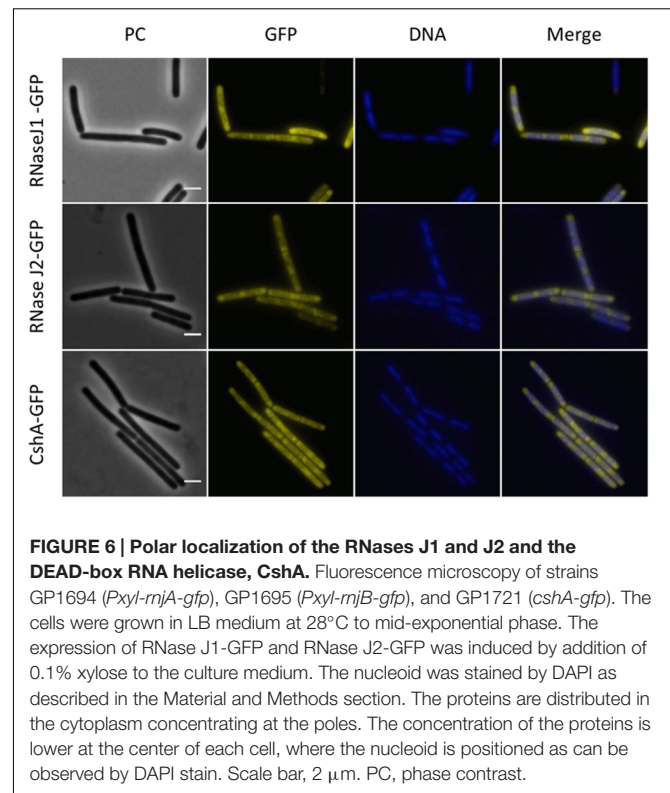 PC GFP DNA Merge
RNaseJ1 -GFP
RNase J2-GFP
CshA-GFP
FIGURE 6 | Polar localization of the RNases J1 and J2 and the
DEAD-box RNA helicase, CshA. Fluorescence microscopy of strains
GP1694 (Pxyl-rnjA-gfp), GP1695 (Pxyl-rnjB-gfp), and GP1721 (cshA-gfp). The
cells were grown in LB medium at 28°C to mid-exponential phase. The
expression of RNase J1-GFP and RNase J2-GFP was induced by addition of
0.1% xylose to the culture medium. The nucleoid was stained by DAPI as
described in the Material and Methods section. The proteins are distributed in
the cytoplasm concentrating at the poles. The concentration of the proteins is
lower at the center of each cell, where the nucleoid is positioned as can be
observed by DAPI stain. Scale bar, 2 μm. PC, phase contrast.